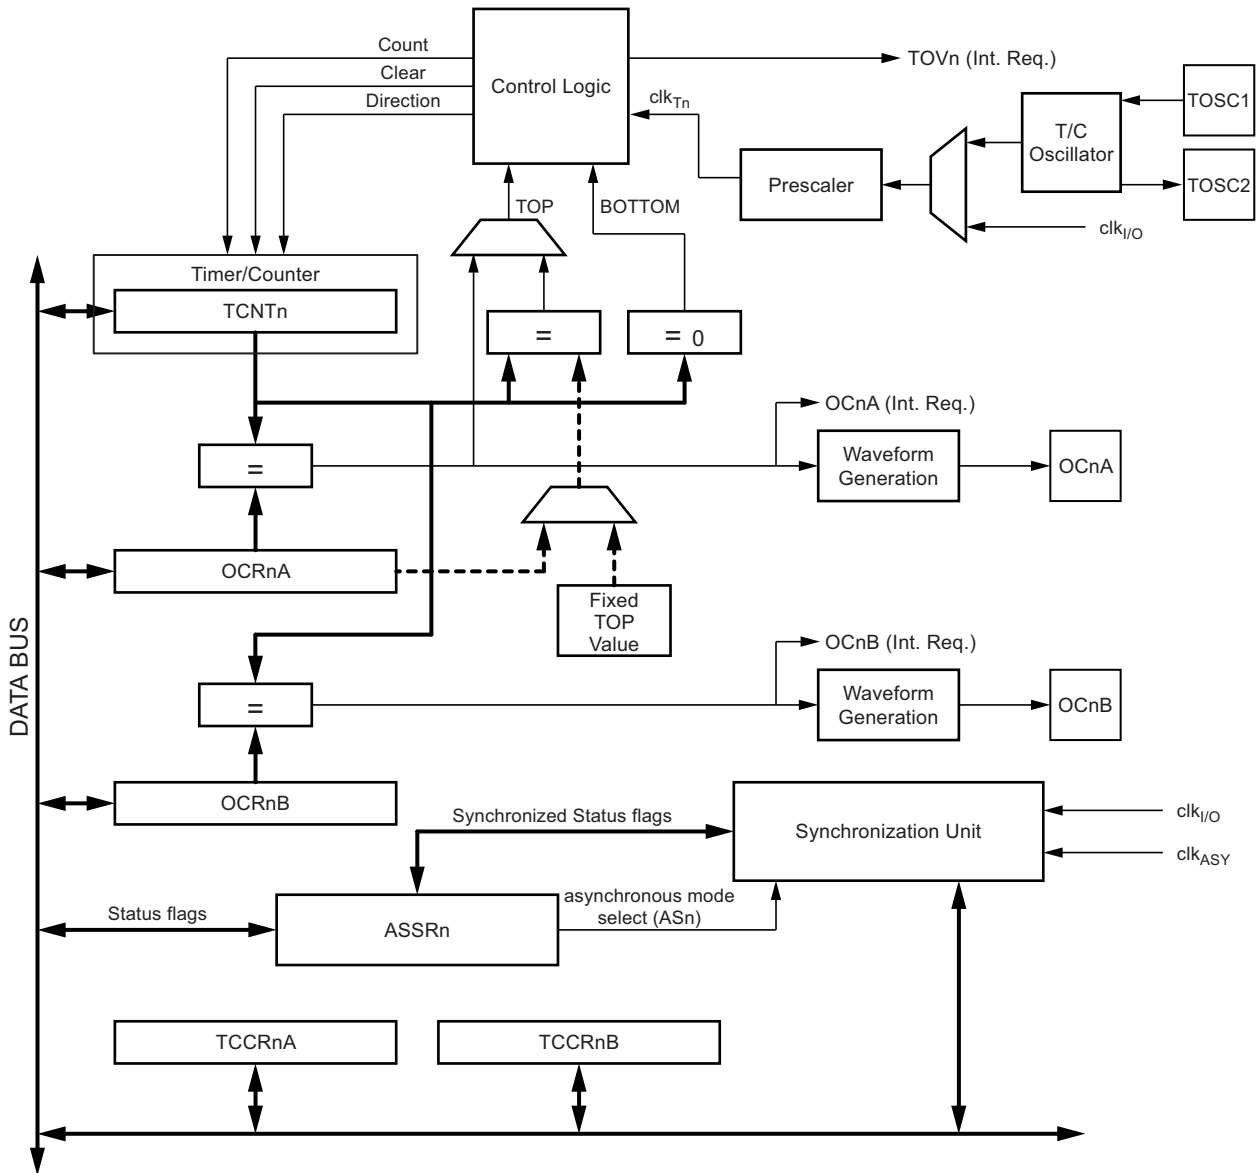 Count
Clear
Direction
Control Logic
TOVn (Int. Req.)
clkTn
TOSC1
T/C
Oscillator
TOSC2
Prescaler
clkI/O
TOP
BOTTOM
Timer/Counter
TCNTn
=
= 0
OCnA (Int. Req.)
=
Waveform
Generation
OCnA
OCRnA
Fixed
TOP
Value
DATA BUS
OCnB (Int. Req.)
=
Waveform
Generation
OCnB
OCRnB
Synchronized Status flags
Synchronization Unit
clkI/O
clkASY
Status flags
ASSRn
asynchronous mode
select (ASn)
TCCRnA
TCCRnB